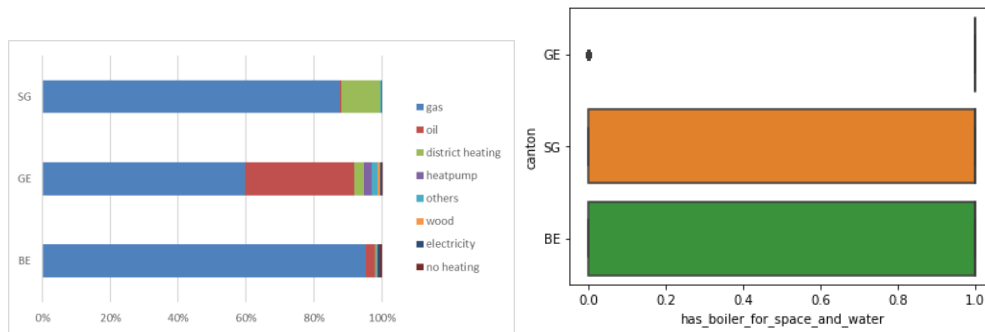 SG
GE
BE
0%
20%
40%
60%
80%
100%
gas
oil
district heating
heatpump
others
wood
electricity
no heating
GE
SG
BE
canton
0.0
0.2
0.4
0.6
0.8
1.0
has_boiler_for_space_and_water